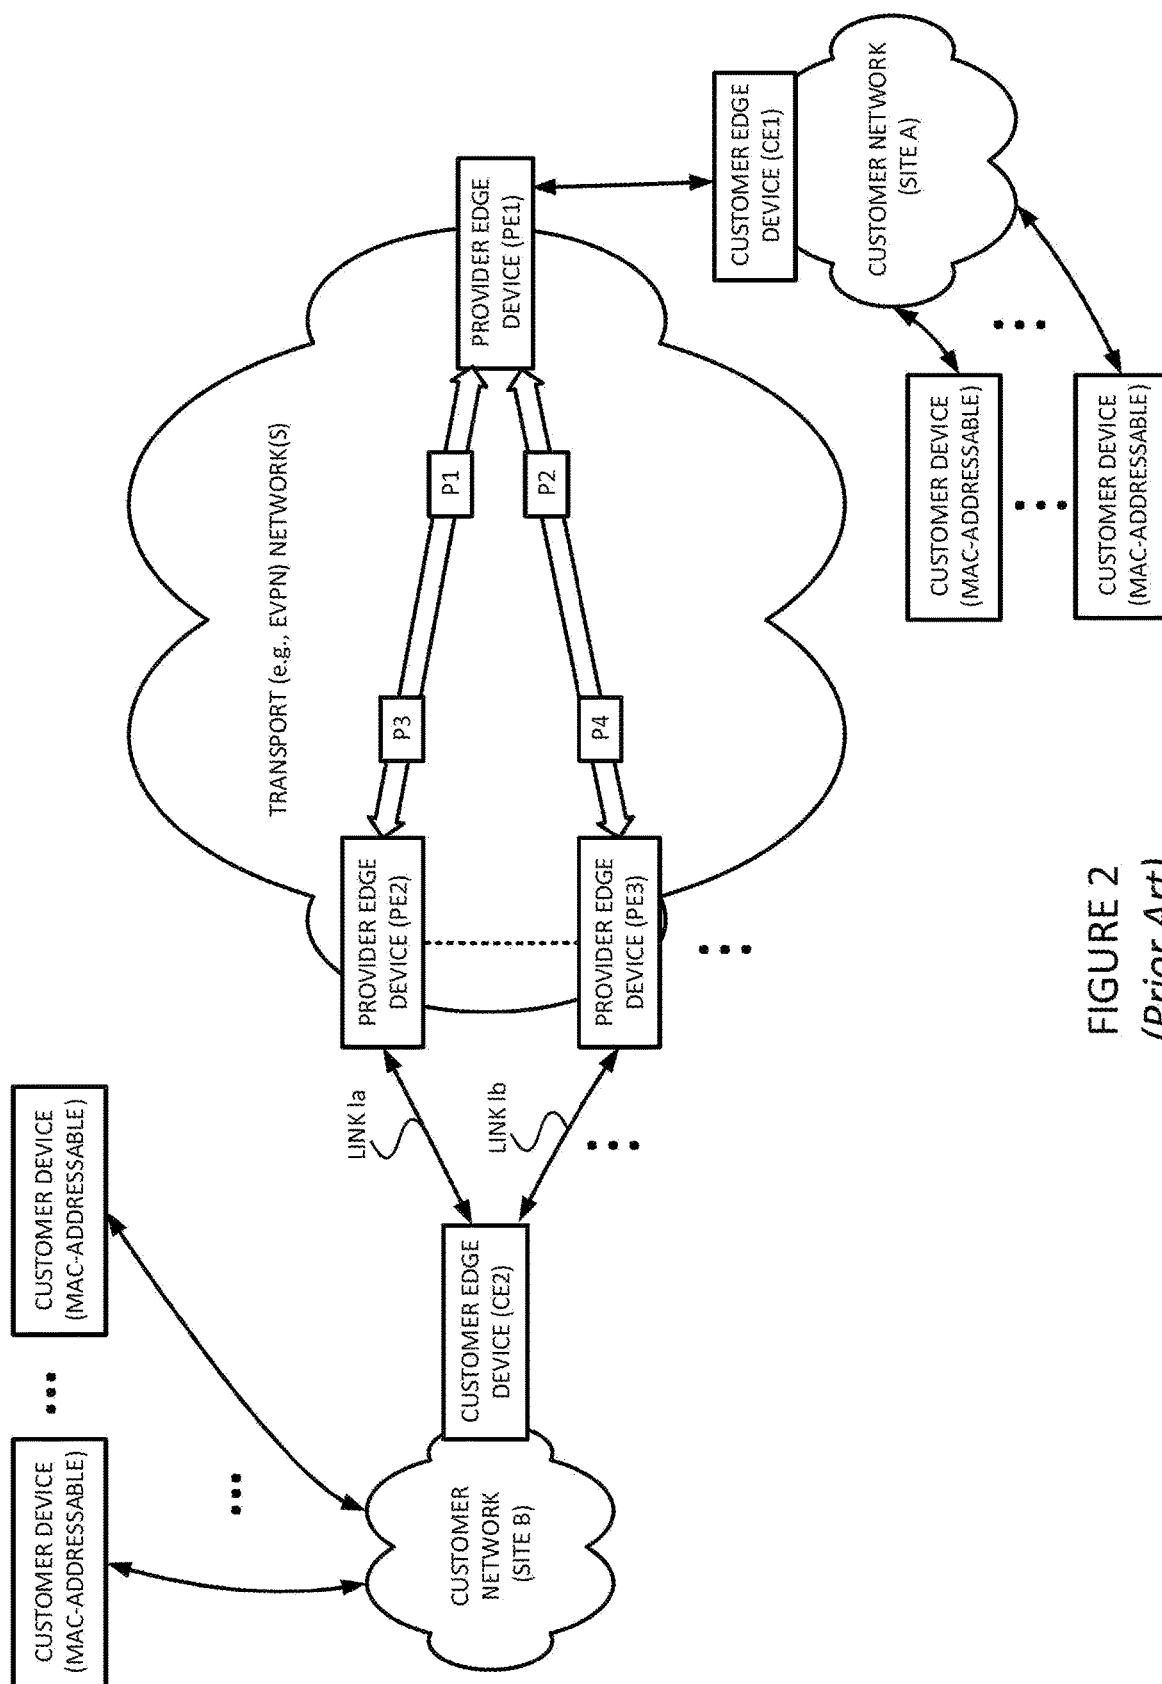 CUSTOMER DEVICE
(MAC-ADDRESSABLE)
CUSTOMER DEVICE
(MAC-ADDRESSABLE)
CUSTOMER
NETWORK
(SITE B)
CUSTOMER EDGE
DEVICE (CE2)
LINK Ia
LINK Ib
PROVIDER EDGE
DEVICE (PE2)
PROVIDER EDGE
DEVICE (PE3)
TRANSPORT (e.g., EVPN) NETWORK(S)
P3
P1
P4
P2
PROVIDER EDGE
DEVICE (PE1)
CUSTOMER EDGE
DEVICE (CE1)
CUSTOMER NETWORK
(SITE A)
CUSTOMER DEVICE
(MAC-ADDRESSABLE)
CUSTOMER DEVICE
(MAC-ADDRESSABLE)
FIGURE 2
(Prior Art)